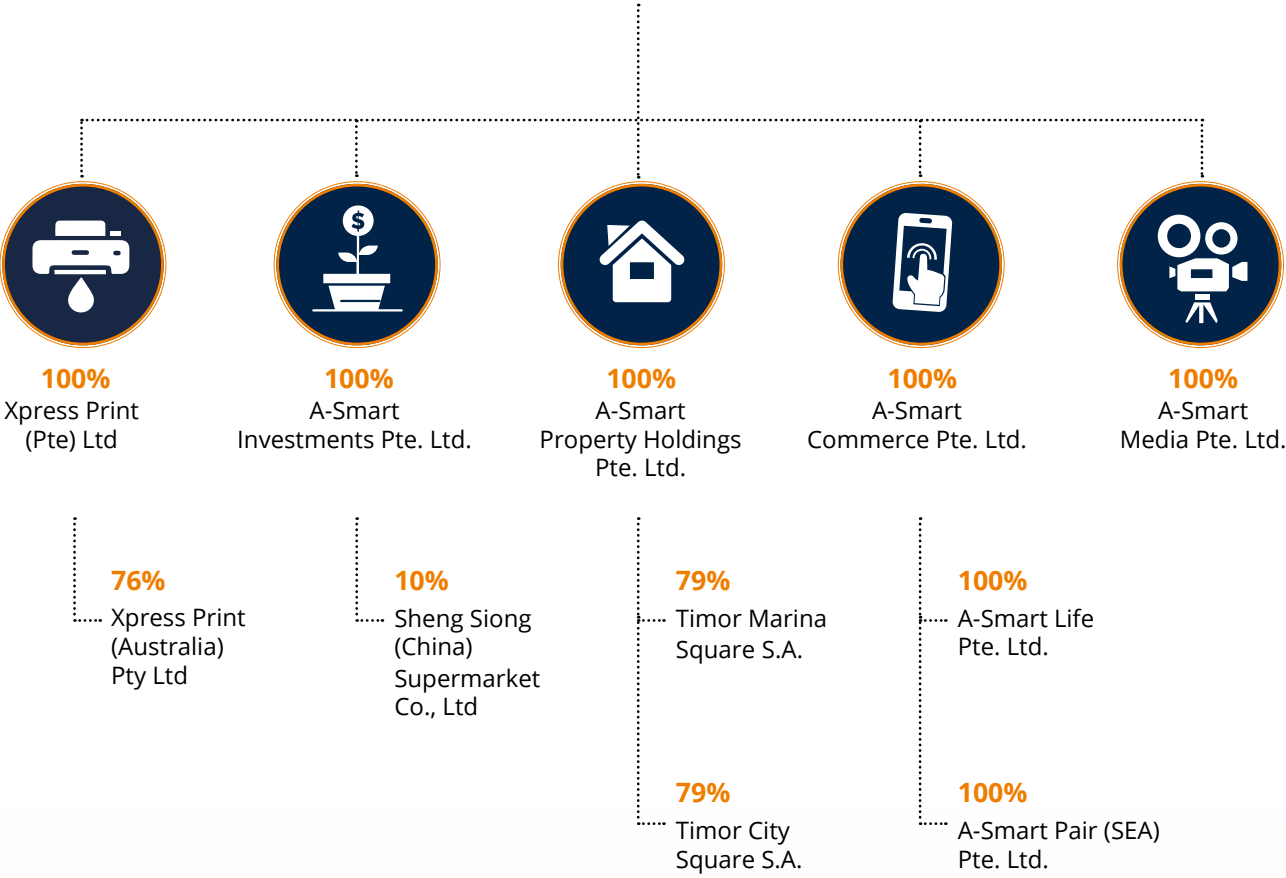 $
100%
Xpress Print
(Pte) Ltd
100%
A-Smart
Investments Pte. Ltd.
100%
A-Smart
Property Holdings
Pte. Ltd.
100%
A-Smart
Commerce Pte. Ltd.
100%
A-Smart
Media Pte. Ltd.
76%
Xpress Print
(Australia)
Pty Ltd
10%
Sheng Siong
(China)
Supermarket
Co., Ltd
79%
Timor Marina
Square S.A.
79%
Timor City
Square S.A.
100%
A-Smart Life
Pte. Ltd.
100%
A-Smart Pair (SEA)
Pte. Ltd.